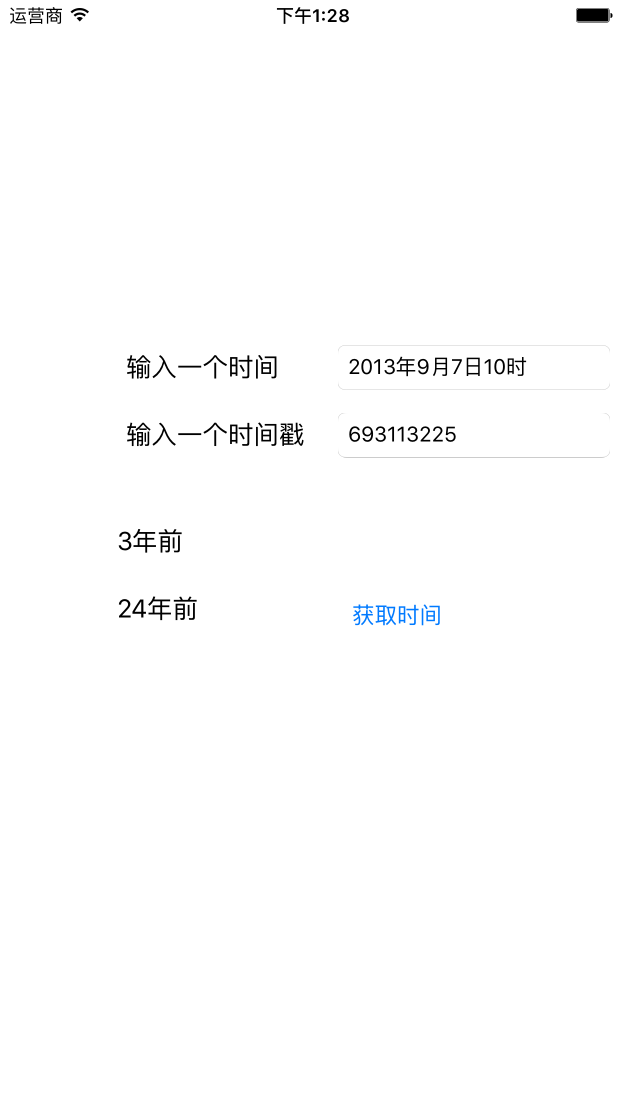 运营商 下午1:28
输入一个时间 2013年9月7日10时
输入一个时间戳 693113225
3年前
24年前 获取时间